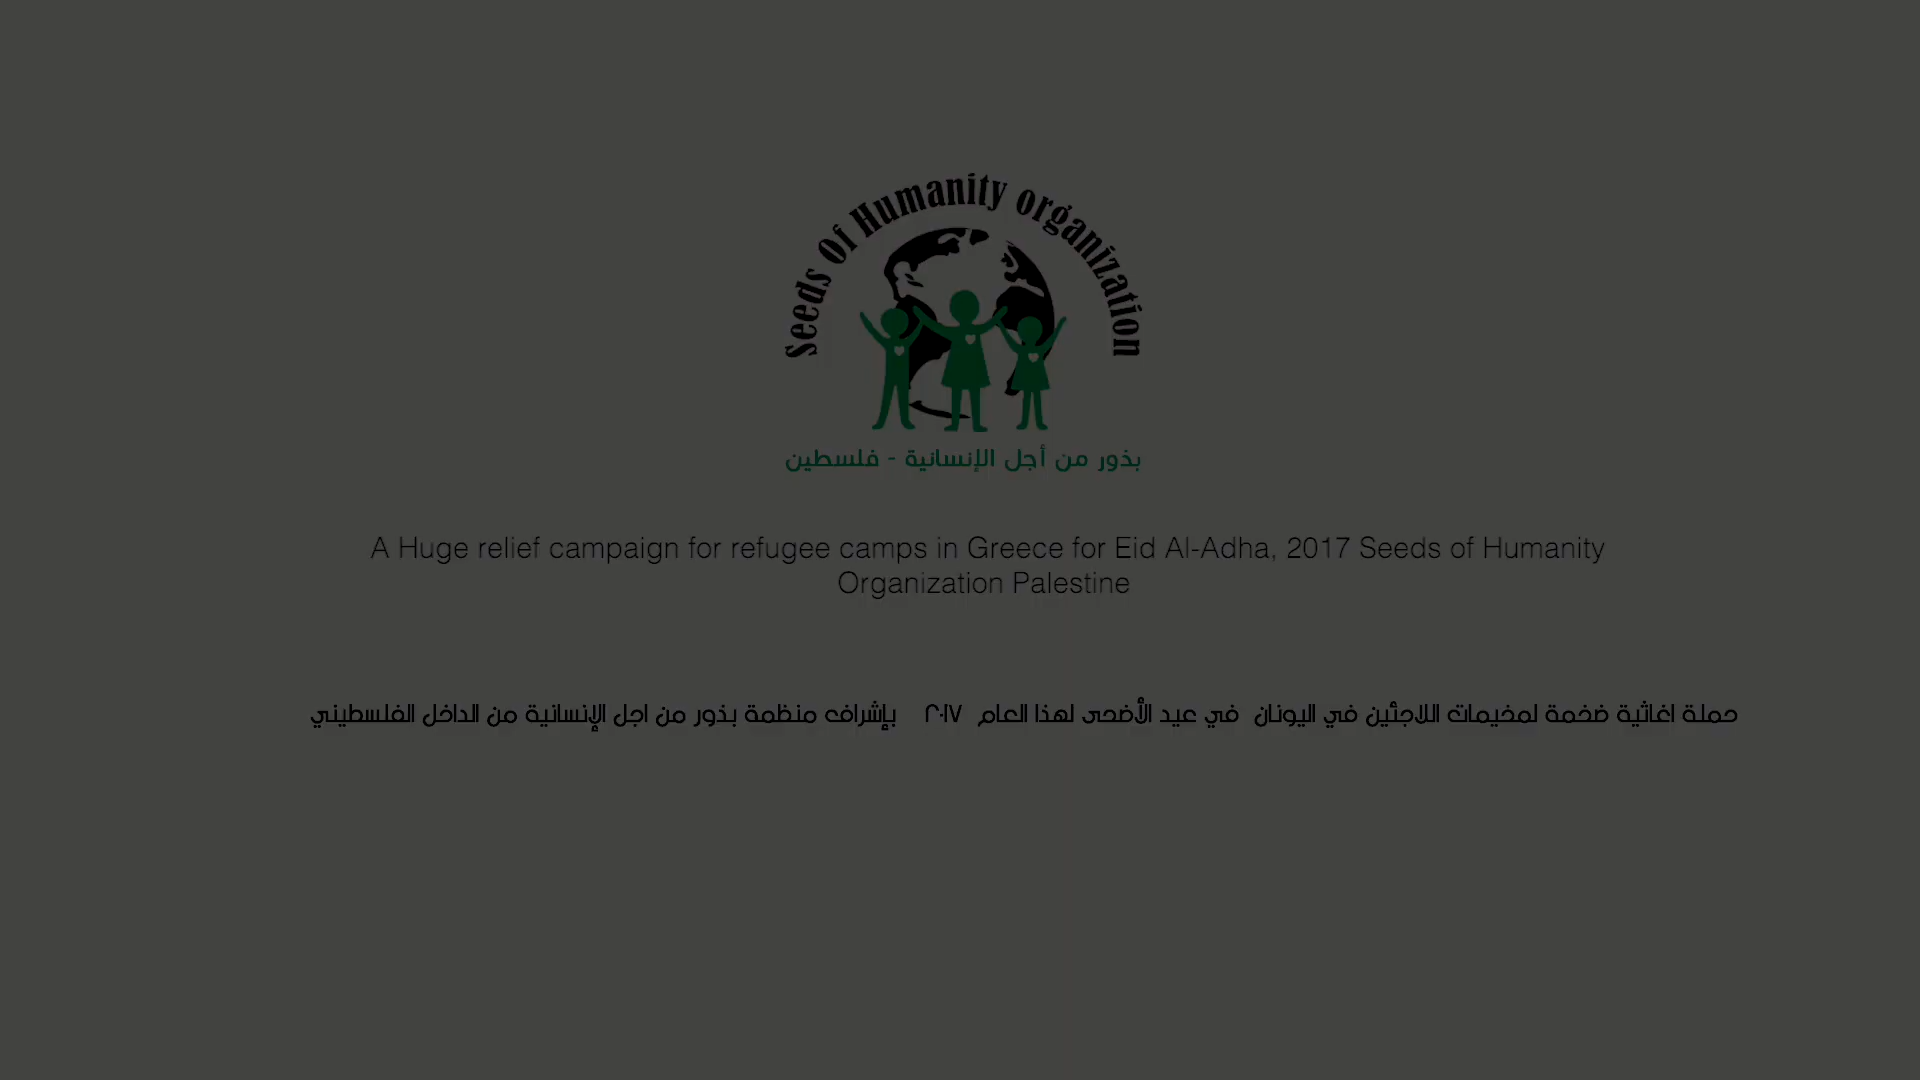 Seeds Of Humanity organization
بذور من أجل الإنسانية - فلسطين
A Huge relief campaign for refugee camps in Greece for Eid Al-Adha, 2017 Seeds of Humanity
Organization Palestine
حملة اغاثية ضخمة لمخيمات اللاجئين في اليونان في عيد الأضحى لهذا العام ٢٠١٧ بإشراف منظمة بذور من اجل الإنسانية من الداخل الفلسطيني